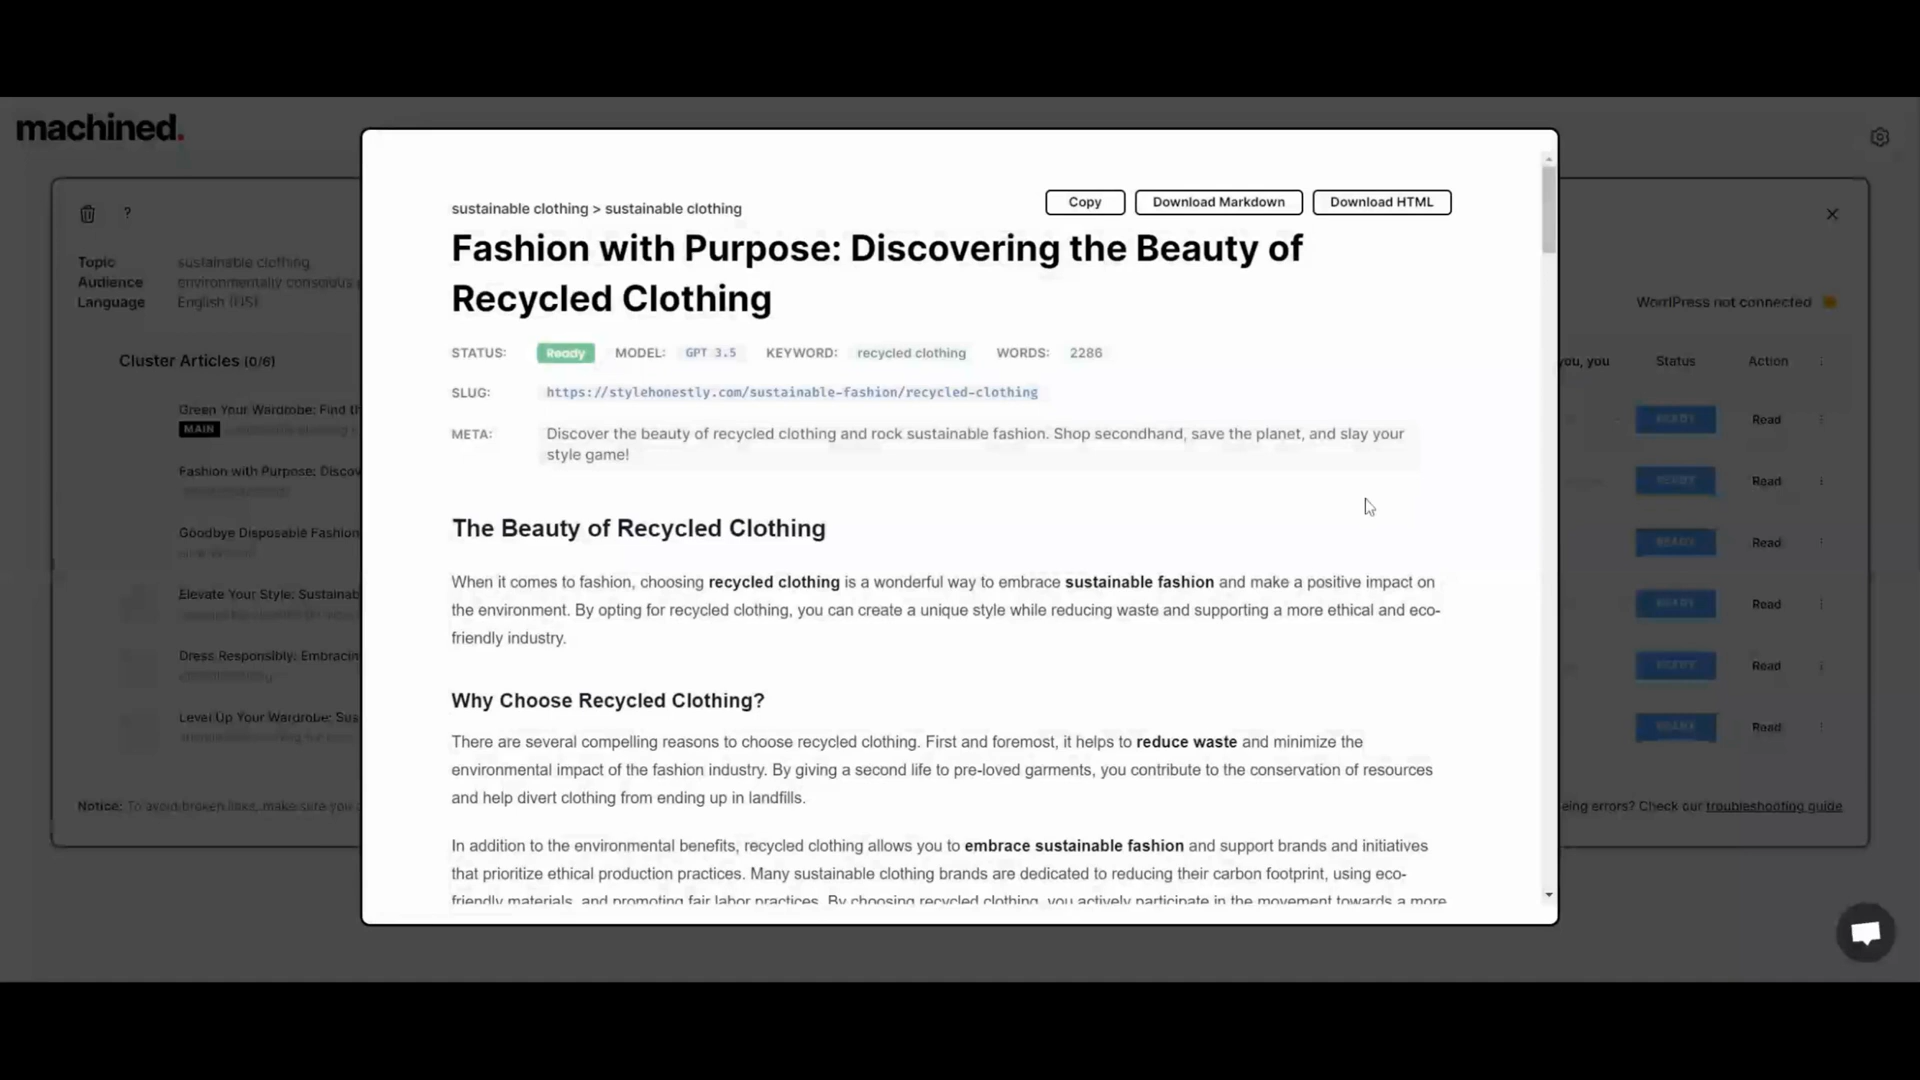 machined.
sustainable clothing > sustainable clothing
Copy
Download Markdown
Download HTML
Fashion with Purpose: Discovering the Beauty of
Recycled Clothing
STATUS: Ready MODEL: GPT 3.5 KEYWORD: recycled clothing WORDS: 2286
SLUG: https://stylehonestly.com/sustainable-fashion/recycled-clothing
META: Discover the beauty of recycled clothing and rock sustainable fashion. Shop secondhand, save the planet, and slay your
style game!
The Beauty of Recycled Clothing
When it comes to fashion, choosing recycled clothing is a wonderful way to embrace sustainable fashion and make a positive impact on
the environment. By opting for recycled clothing, you can create a unique style while reducing waste and supporting a more ethical and eco-
friendly industry.
Why Choose Recycled Clothing?
There are several compelling reasons to choose recycled clothing. First and foremost, it helps to reduce waste and minimize the
environmental impact of the fashion industry. By giving a second life to pre-loved garments, you contribute to the conservation of resources
and help divert clothing from ending up in landfills.
In addition to the environmental benefits, recycled clothing allows you to embrace sustainable fashion and support brands and initiatives
that prioritize ethical production practices. Many sustainable clothing brands are dedicated to reducing their carbon footprint, using eco-
friendly materials, and promoting fair labor practices. By choosing recycled clothing, you actively participate in the movement towards a more
?
Topic sustainable clothing
Audience environmentally conscious
Language English (US)
Cluster Articles (0/6)
Green Your Wardrobe: Find
MAIN
Fashion with Purpose: Discov
Goodbye Disposable Fashion
Elevate Your Style: Sustainab
Dress Responsibly: Embracin
Level Up Your Wardrobe: Sus
Notice: To avoid broken links, make sure you
WordPress not connected
you, you Status Action
READY Read
READY Read
READY Read
READY Read
READY Read
READY Read
eing errors? Check our troubleshooting guide